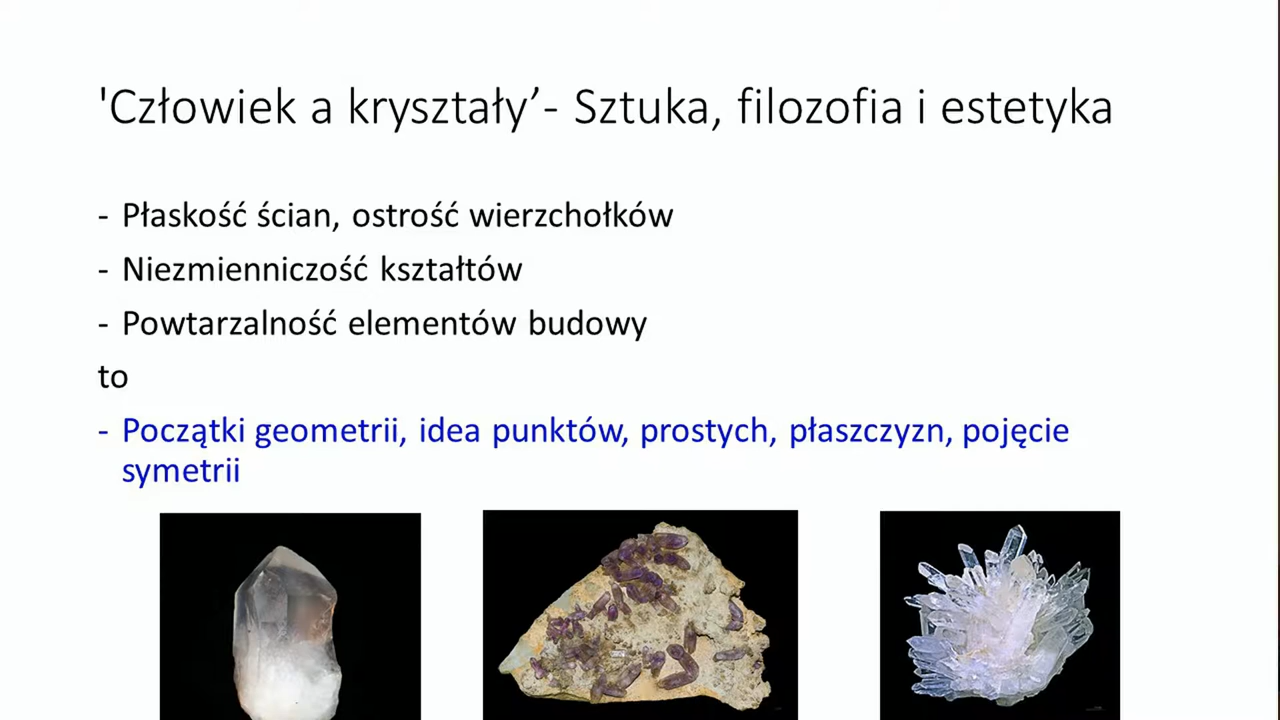 'Człowiek a kryształy’- Sztuka, filozofia i estetyka
- Płaskość ścian, ostrość wierzchołków
- Niezmienniczość kształtów
- Powtarzalność elementów budowy
to
- Początki geometrii, idea punktów, prostych, płaszczyzn, pojęcie
symetrii